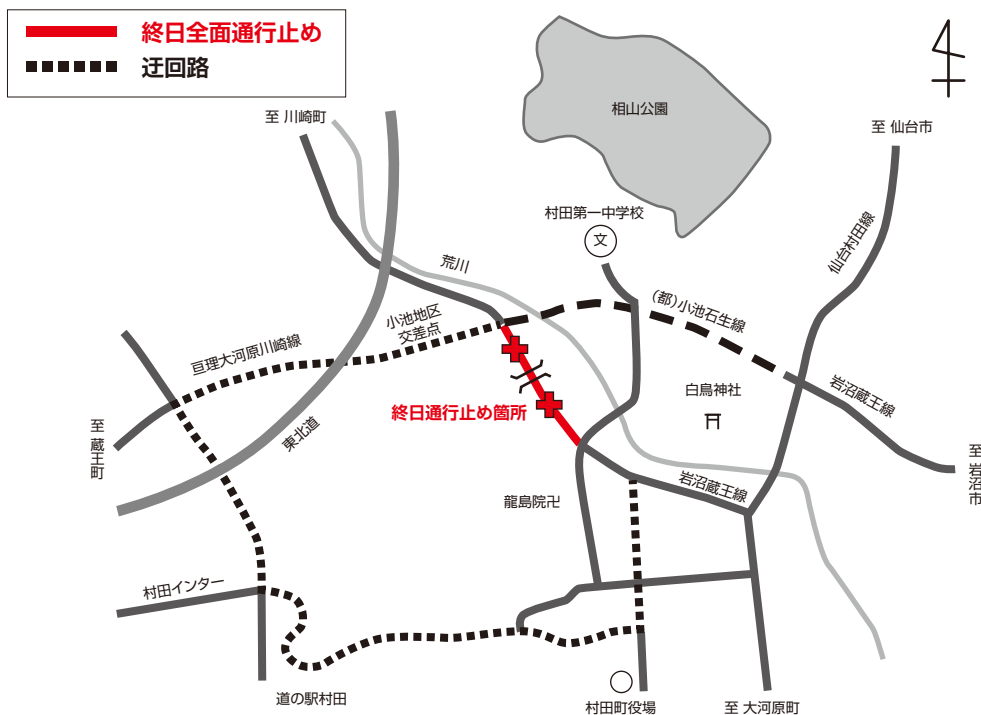 終日全面通行止め
迂回路
至 川崎町
相山公園
至 仙台市
村田第一中学校
文
仙台村田線
荒川
(都)小池石生線
小池地区
交差点
亘理大河原川崎線
白鳥神社
岩沼蔵王線
終日通行止め箇所
至 蔵王町
東北道
至 岩沼市
岩沼蔵王線
龍島院卍
村田インター
道の駅村田
村田町役場
至 大河原町